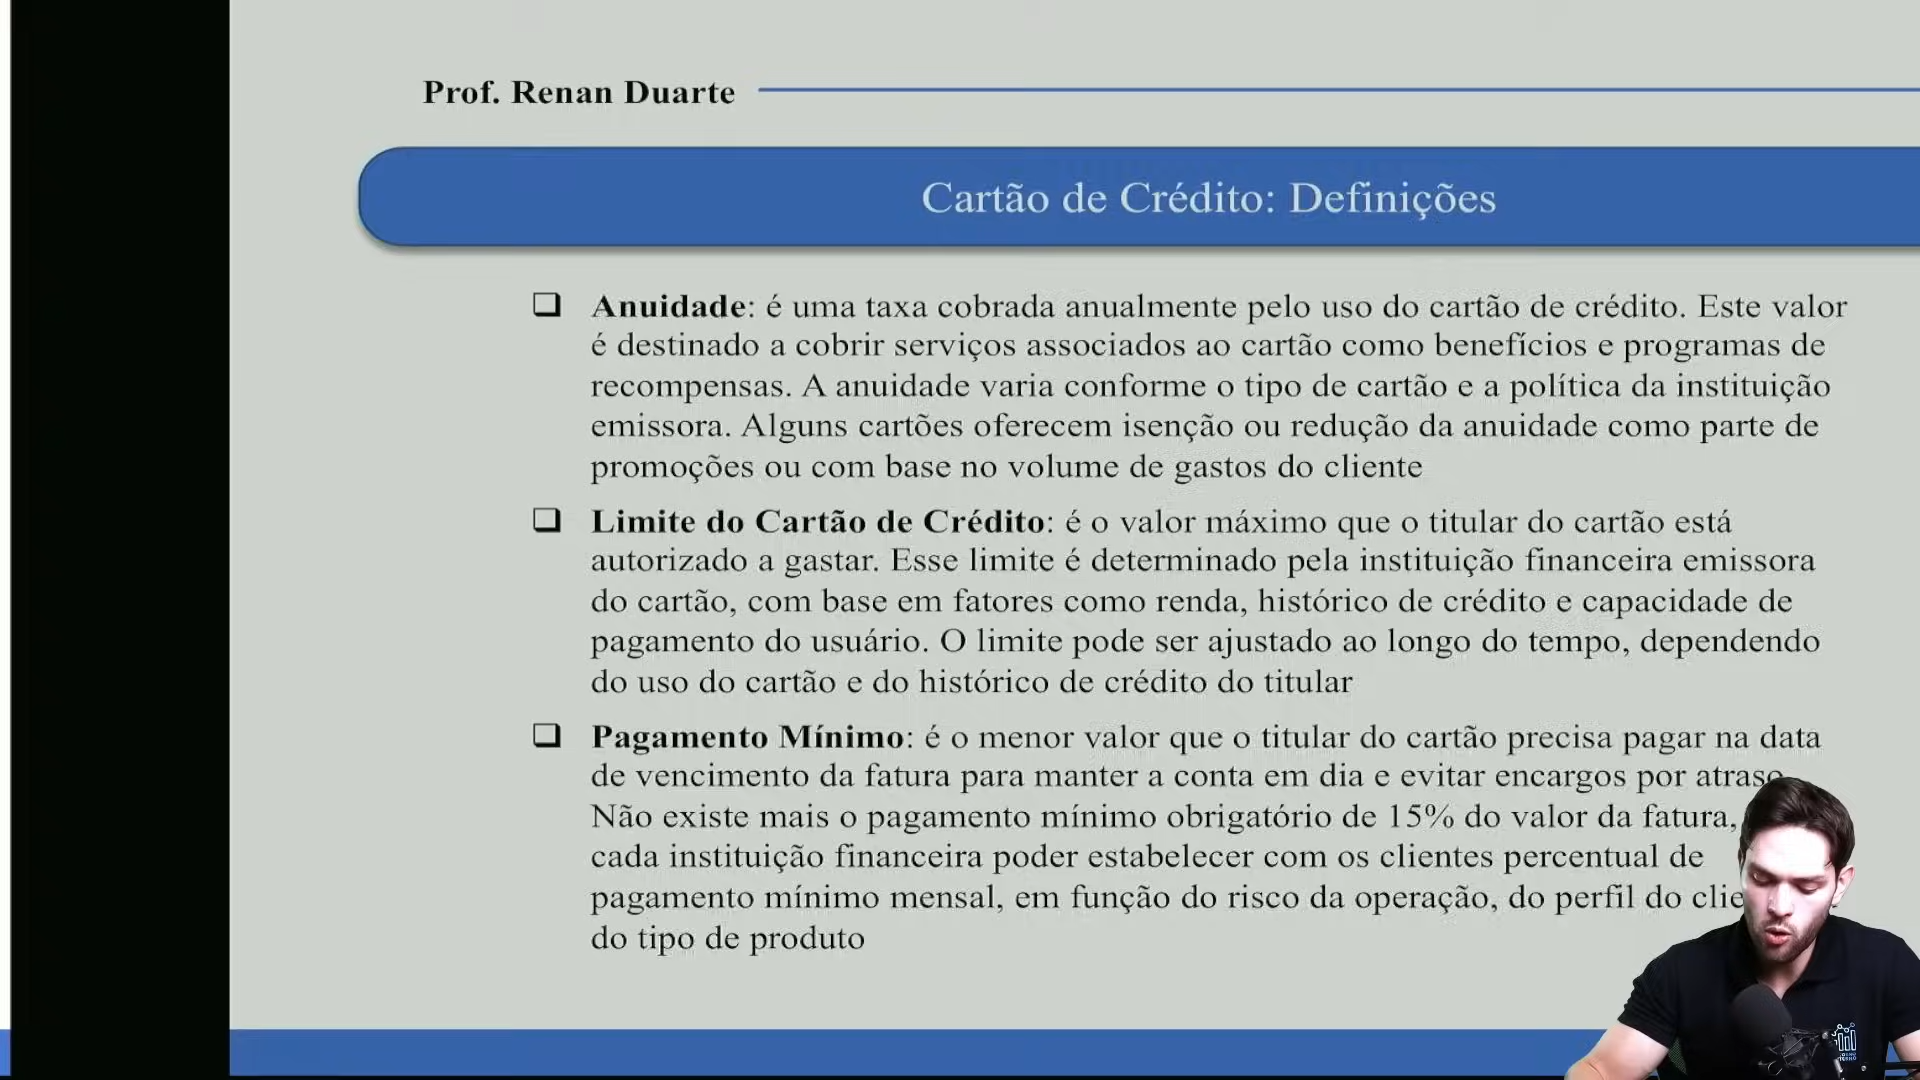 Prof. Renan Duarte
Cartão de Crédito: Definições
❑ Anuidade: é uma taxa cobrada anualmente pelo uso do cartão de crédito. Este valor
é destinado a cobrir serviços associados ao cartão como benefícios e programas de
recompensas. A anuidade varia conforme o tipo de cartão e a política da instituição
emissora. Alguns cartões oferecem isenção ou redução da anuidade como parte de
promoções ou com base no volume de gastos do cliente
❑ Limite do Cartão de Crédito: é o valor máximo que o titular do cartão está
autorizado a gastar. Esse limite é determinado pela instituição financeira emissora
do cartão, com base em fatores como renda, histórico de crédito e capacidade de
pagamento do usuário. O limite pode ser ajustado ao longo do tempo, dependendo
do uso do cartão e do histórico de crédito do titular
❑ Pagamento Mínimo: é o menor valor que o titular do cartão precisa pagar na data
de vencimento da fatura para manter a conta em dia e evitar encargos por atraso
Não existe mais o pagamento mínimo obrigatório de 15% do valor da fatura,
cada instituição financeira poder estabelecer com os clientes percentual de
pagamento mínimo mensal, em função do risco da operação, do perfil do
do tipo de produto